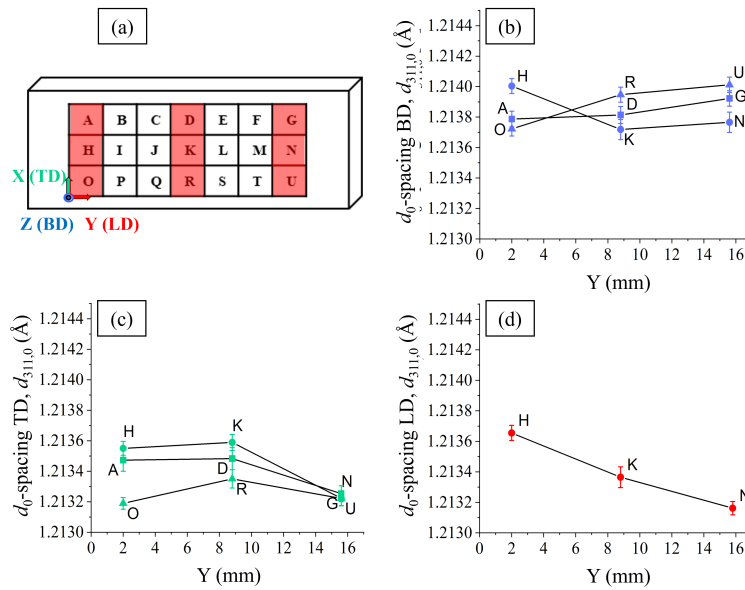 (a)
A B C D E F G
H I J K L M N
O P Q R S T U
X (TD)
Z (BD) Y (LD)
(b)
d₀-spacing BD, d₃₁₁,₀ (Å)
1.2144
1.2142
1.2140
1.2138
1.2136
1.2134
1.2132
1.2130
0 2 4 6 8 10 12 14 16
Y (mm)
H
A
O
R
D
K
U
G
N
(c)
d₀-spacing TD, d₃₁₁,₀ (Å)
1.2144
1.2142
1.2140
1.2138
1.2136
1.2134
1.2132
1.2130
0 2 4 6 8 10 12 14 16
Y (mm)
H
A
O
K
D
R
N
G
U
(d)
d₀-spacing LD, d₃₁₁,₀ (Å)
1.2144
1.2142
1.2140
1.2138
1.2136
1.2134
1.2132
1.2130
0 2 4 6 8 10 12 14 16
Y (mm)
H
K
N